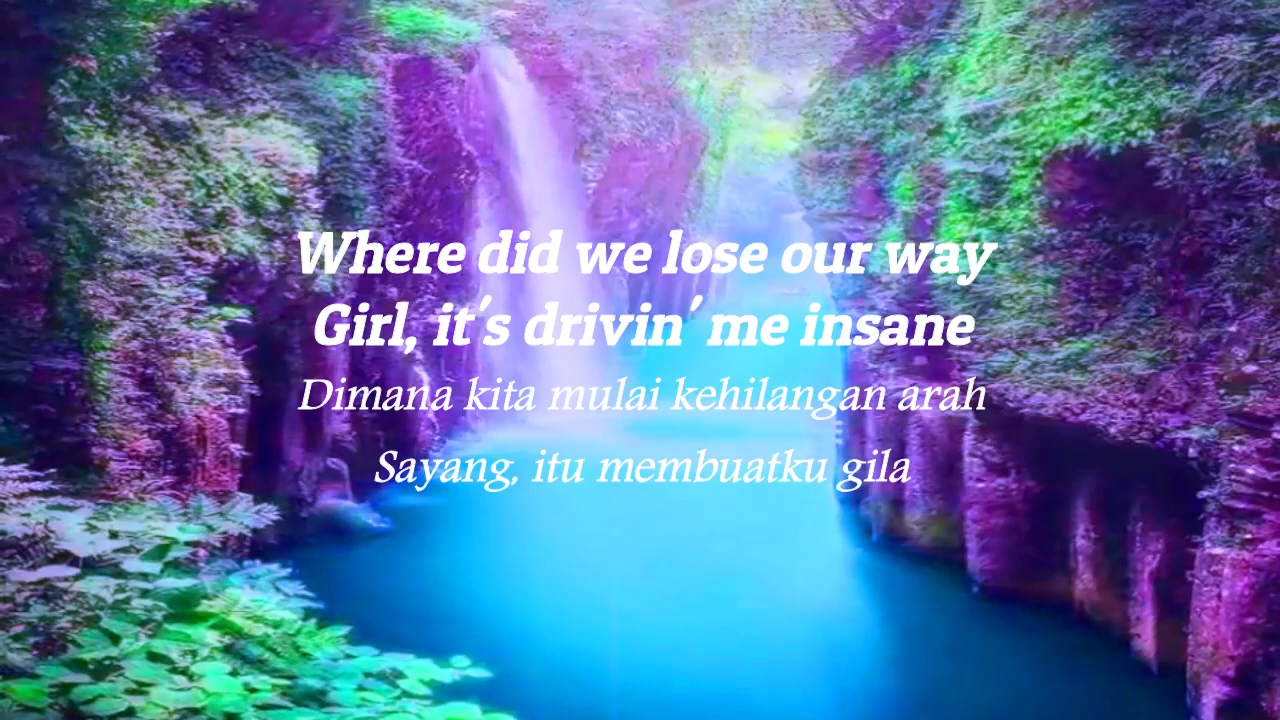 Where did we lose our way
Girl, it's drivin' me insane
Dimana kita mulai kehilangan arah
Sayang, itu membuatku gila